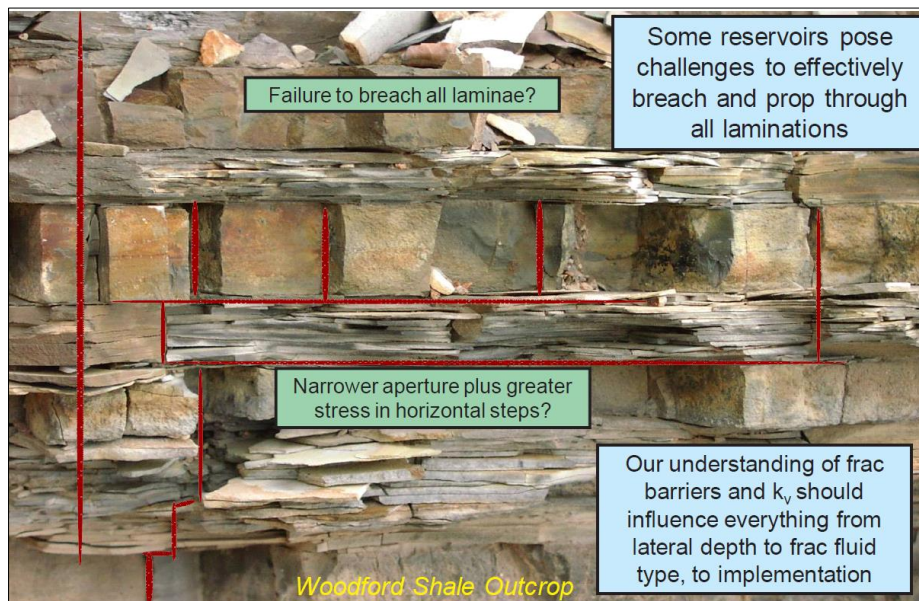 Some reservoirs pose
challenges to effectively
breach and prop through
all laminations
Failure to breach all laminae?
Narrower aperture plus greater
stress in horizontal steps?
Our understanding of frac
barriers and kᵥ should
influence everything from
lateral depth to frac fluid
type, to implementation
Woodford Shale Outcrop